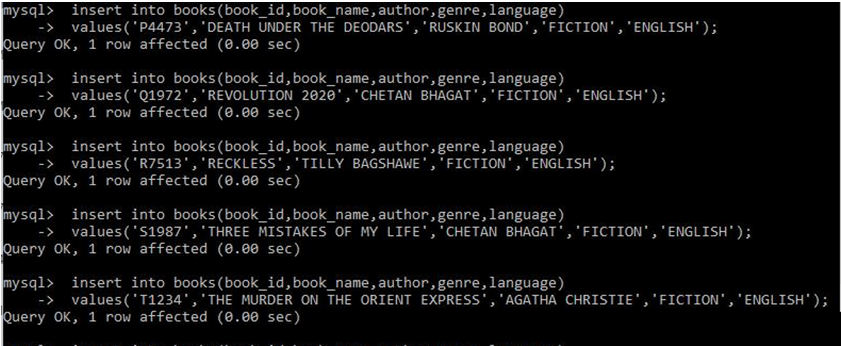 mysql>  insert into books(book_id,book_name,author,genre,language)
    ->  values('P4473','DEATH UNDER THE DEODARS','RUSKIN BOND','FICTION','ENGLISH');
Query OK, 1 row affected (0.00 sec)
mysql>  insert into books(book_id,book_name,author,genre,language)
    ->  values('Q1972','REVOLUTION 2020','CHETAN BHAGAT','FICTION','ENGLISH');
Query OK, 1 row affected (0.00 sec)
mysql>  insert into books(book_id,book_name,author,genre,language)
    ->  values('R7513','RECKLESS','TILLY BAGSHAWE','FICTION','ENGLISH');
Query OK, 1 row affected (0.00 sec)
mysql>  insert into books(book_id,book_name,author,genre,language)
    ->  values('S1987','THREE MISTAKES OF MY LIFE','CHETAN BHAGAT','FICTION','ENGLISH');
Query OK, 1 row affected (0.00 sec)
mysql>  insert into books(book_id,book_name,author,genre,language)
    ->  values('T1234','THE MURDER ON THE ORIENT EXPRESS','AGATHA CHRISTIE','FICTION','ENGLISH');
Query OK, 1 row affected (0.00 sec)